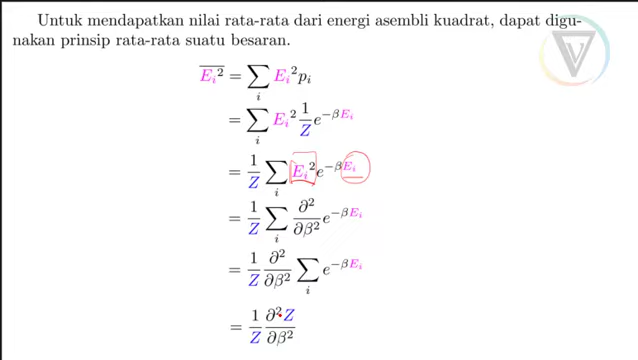 Untuk mendapatkan nilai rata-rata dari energi asembli kuadrat, dapat digu-
nakan prinsip rata-rata suatu besaran.
$\overline{E_i{}^2} = \sum_i E_i{}^2 p_i$
$= \sum_i E_i{}^2 \frac{1}{Z} e^{-\beta E_i}$
$= \frac{1}{Z} \sum_i E_i{}^2 e^{-\beta E_i}$
$= \frac{1}{Z} \sum_i \frac{\partial^2}{\partial \beta^2} e^{-\beta E_i}$
$= \frac{1}{Z} \frac{\partial^2}{\partial \beta^2} \sum_i e^{-\beta E_i}$
$= \frac{1}{Z} \frac{\partial^2 Z}{\partial \beta^2}$